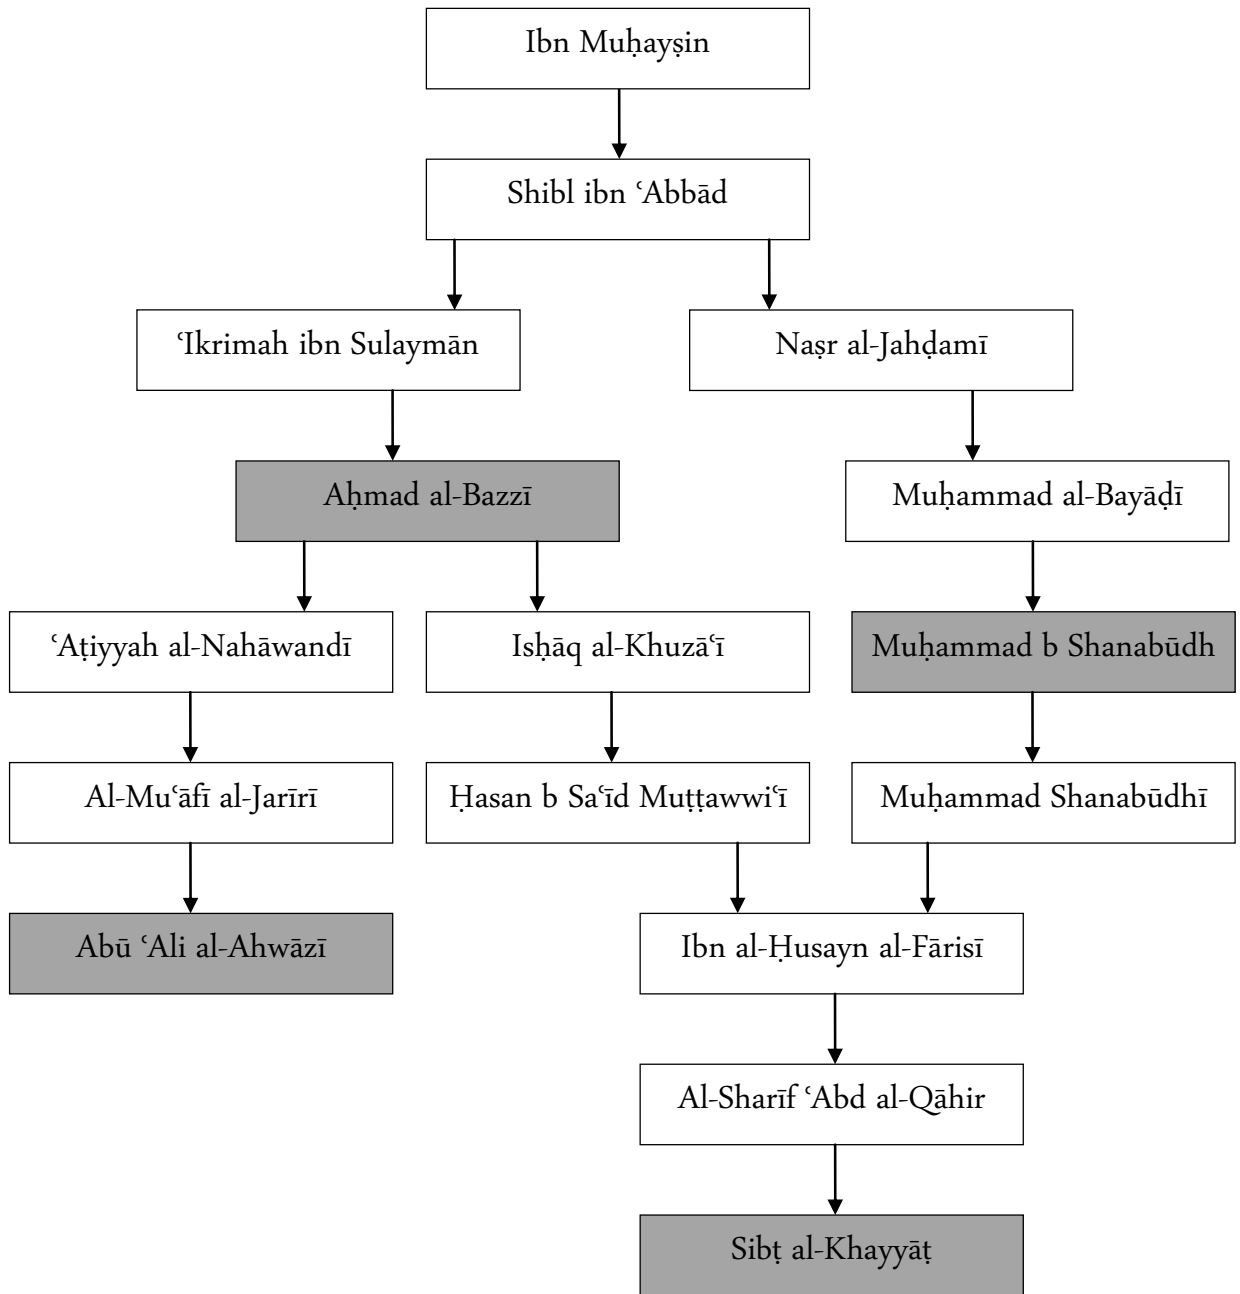 Ibn Muḥayṣin
Shibl ibn ʿAbbād
ʿIkrimah ibn Sulaymān
Naṣr al-Jahḍamī
Aḥmad al-Bazzī
Muḥammad al-Bayāḍī
ʿAṭiyyah al-Nahāwandī
Isḥāq al-Khuzāʿī
Muḥammad b Shanabūdh
Al-Muʿāfī al-Jarīrī
Ḥasan b Saʿīd Muṭṭawwiʿī
Muḥammad Shanabūdhī
Abū ʿAli al-Ahwāzī
Ibn al-Ḥusayn al-Fārisī
Al-Sharīf ʿAbd al-Qāhir
Sibṭ al-Khayyāṭ